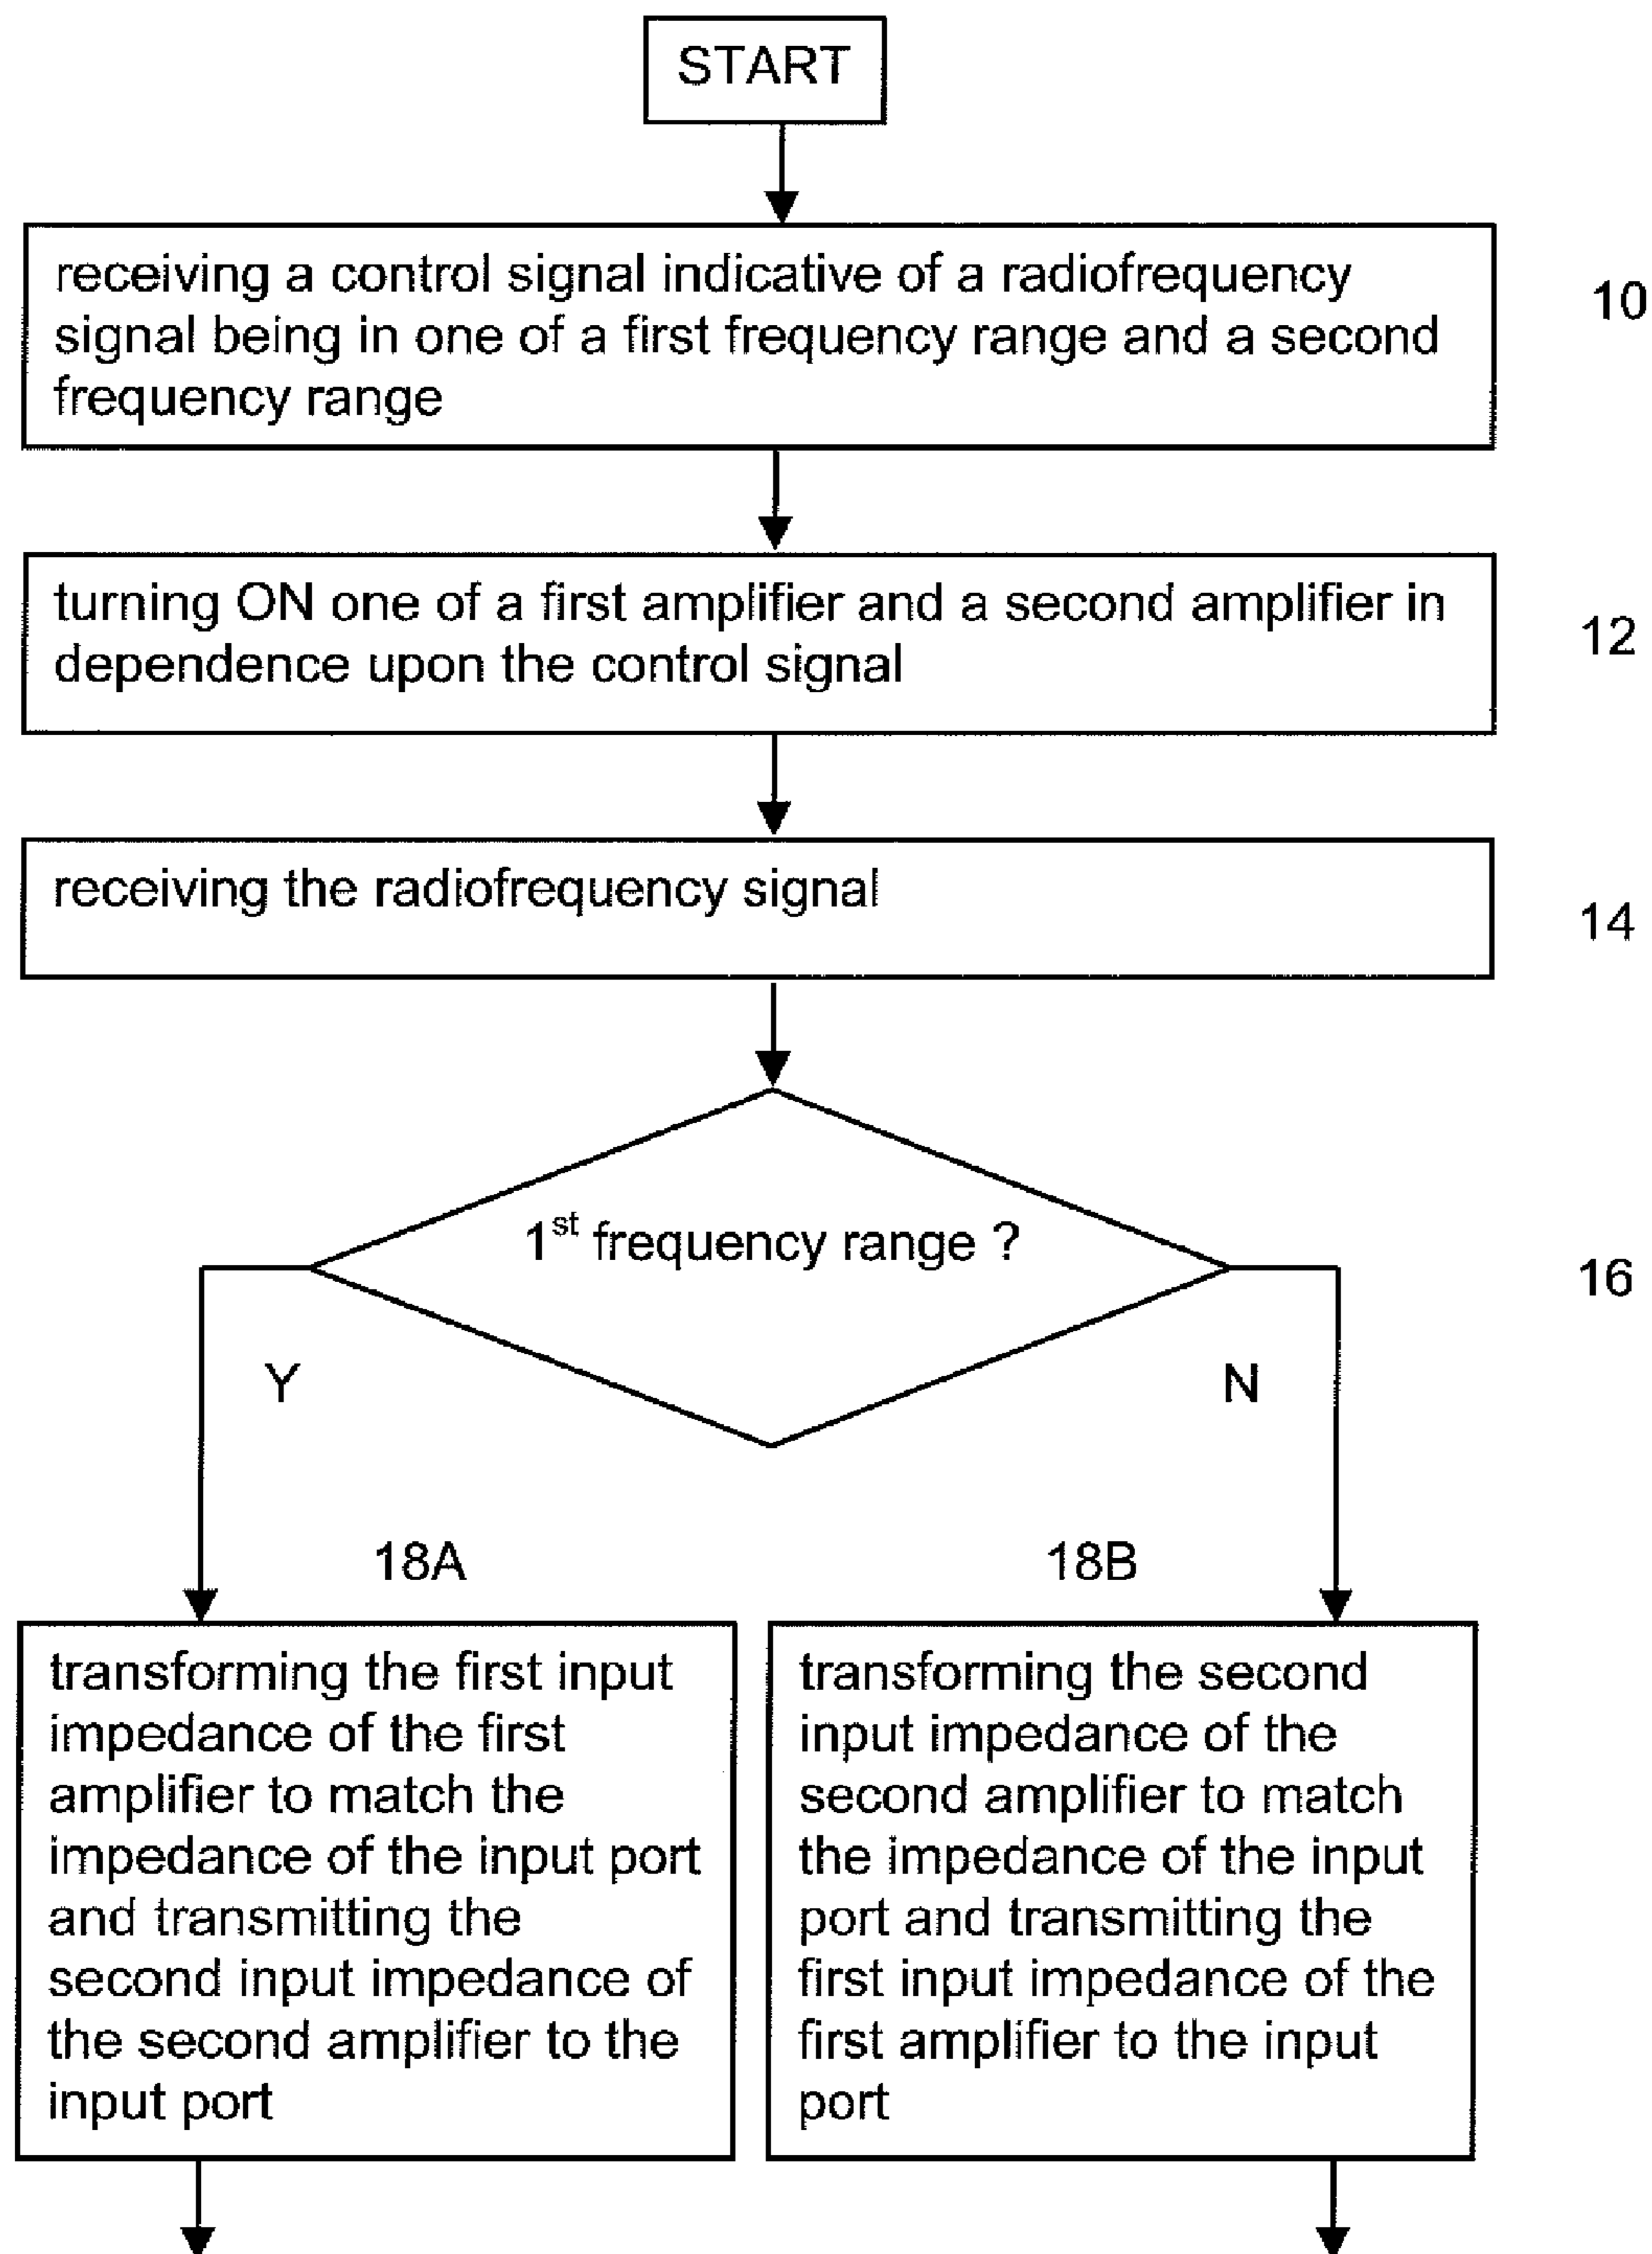 START
receiving a control signal indicative of a radiofrequency
signal being in one of a first frequency range and a second
frequency range
10
turning ON one of a first amplifier and a second amplifier in
dependence upon the control signal
12
receiving the radiofrequency signal
14
1st frequency range ?
16
Y
N
18A
18B
transforming the first input
impedance of the first
amplifier to match the
impedance of the input port
and transmitting the
second input impedance of
the second amplifier to the
input port
transforming the second
input impedance of the
second amplifier to match
the impedance of the input
port and transmitting the
first input impedance of the
first amplifier to the input
port